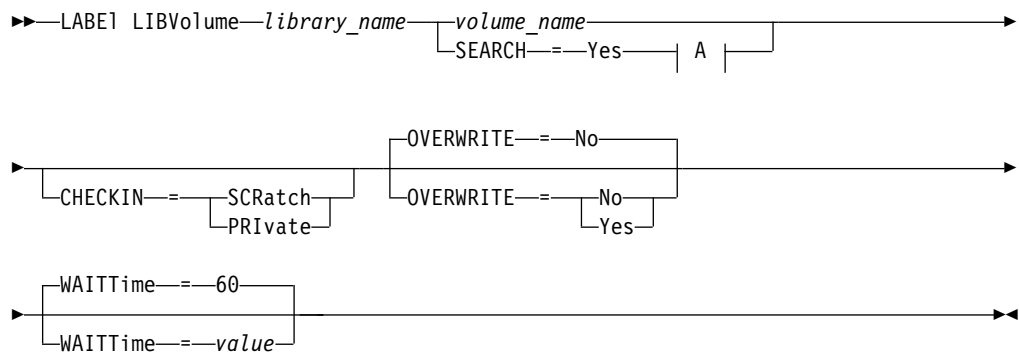 LABEl LIBVolume library_name volume_name
SEARCH = Yes A
OVERWRITE = No
CHECKIN = SCRatch OVERWRITE = No
PRIvate Yes
WAITTime = 60
WAITTime = value